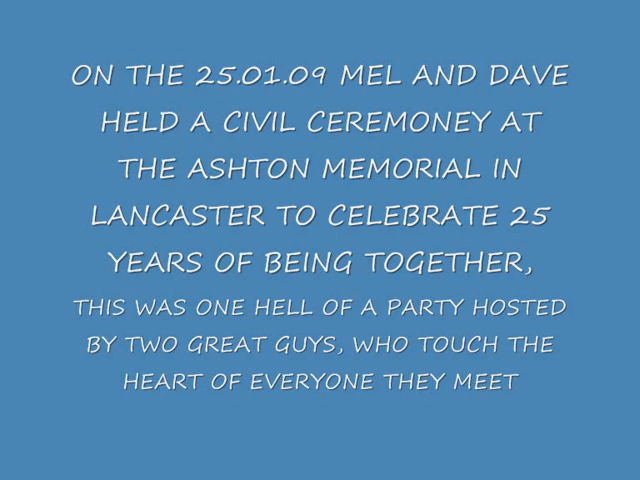 ON THE 25.01.09 MEL AND DAVE
HELD A CIVIL CEREMONEY AT
THE ASHTON MEMORIAL IN
LANCASTER TO CELEBRATE 25
YEARS OF BEING TOGETHER,
THIS WAS ONE HELL OF A PARTY HOSTED
BY TWO GREAT GUYS, WHO TOUCH THE
HEART OF EVERYONE THEY MEET